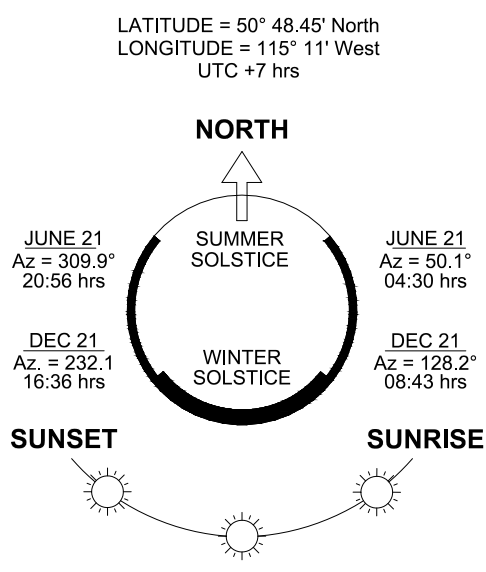 LATITUDE = 50° 48.45' North
LONGITUDE = 115° 11' West
UTC +7 hrs
NORTH
JUNE 21
Az = 309.9°
20:56 hrs
SUMMER
SOLSTICE
JUNE 21
Az = 50.1°
04:30 hrs
DEC 21
Az. = 232.1
16:36 hrs
WINTER
SOLSTICE
DEC 21
Az = 128.2°
08:43 hrs
SUNSET
SUNRISE